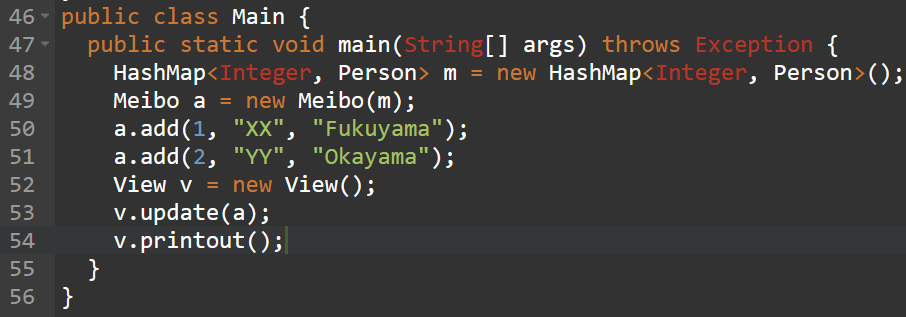 46 public class Main {
47 public static void main(String[] args) throws Exception {
48 HashMap<Integer, Person> m = new HashMap<Integer, Person>();
49 Meibo a = new Meibo(m);
50 a.add(1, "XX", "Fukuyama");
51 a.add(2, "YY", "Okayama");
52 View v = new View();
53 v.update(a);
54 v.printout();
55 }
56 }